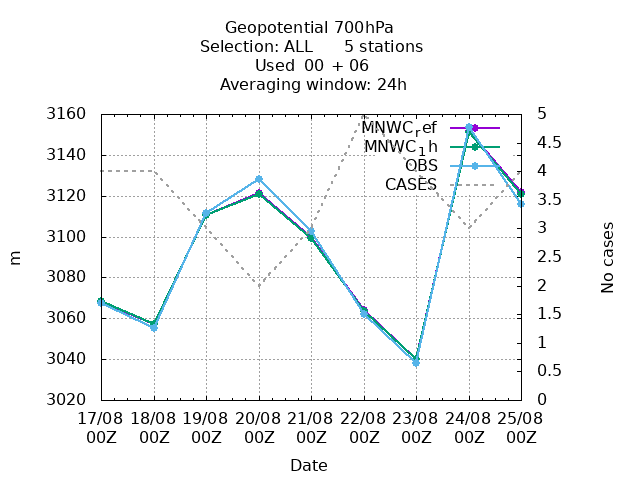 Geopotential 700hPa
Selection: ALL 5 stations
Used 00 + 06
Averaging window: 24h
3160
3140
3120
3100
3080
3060
3040
3020
m
5
4.5
4
3.5
3
2.5
2
1.5
1
0.5
0
No cases
MNWC_ref
MNWC_1h
OBS
CASES
17/08 18/08 19/08 20/08 21/08 22/08 23/08 24/08 25/08
00Z 00Z 00Z 00Z 00Z 00Z 00Z 00Z 00Z
Date